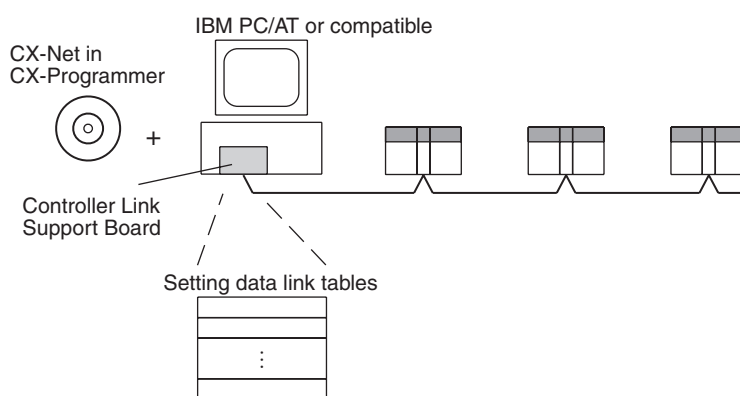 IBM PC/AT or compatible
CX-Net in
CX-Programmer
+
Controller Link
Support Board
Setting data link tables
⋮